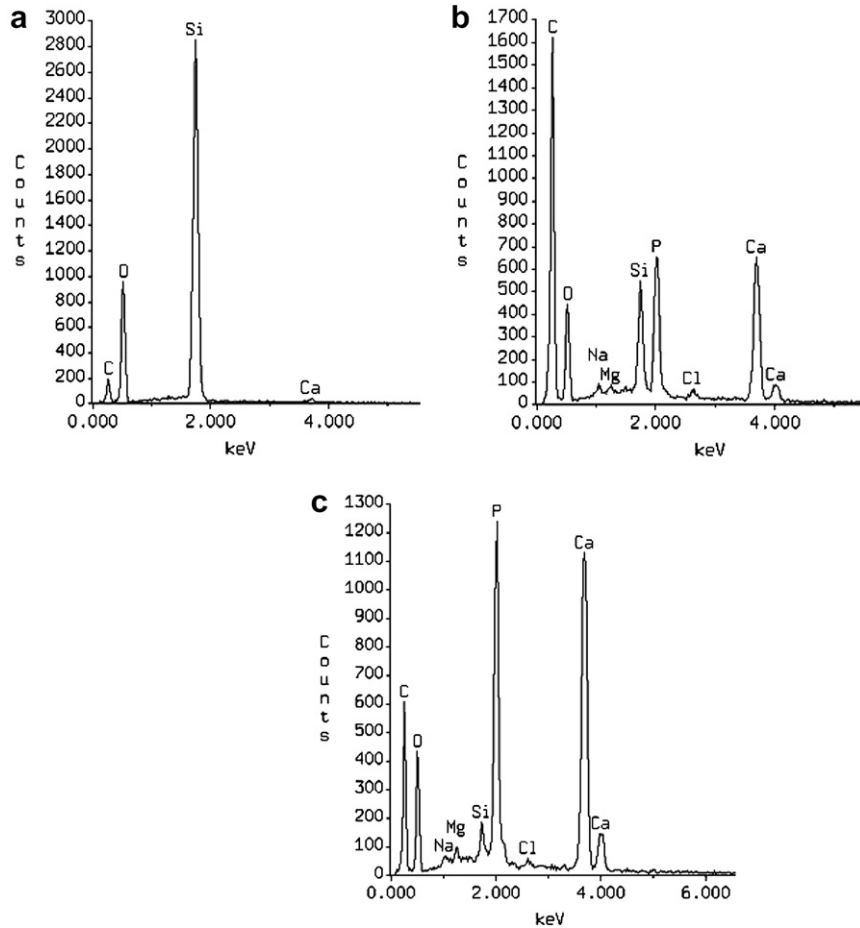 a
3000
2800
2600
2400
2200
2000
1800
1600
1400
1200
1000
800
600
400
200
0
Counts
Si
O
C
Ca
0.000 2.000 4.000
keV
b
1700
1600
1500
1400
1300
1200
1100
1000
900
800
700
600
500
400
300
200
100
0
Counts
C
O
Na
Mg
Si
P
Cl
Ca
Ca
0.000 2.000 4.000
keV
c
1300
1200
1100
1000
900
800
700
600
500
400
300
200
100
0
Counts
C
O
Na
Mg
Si
P
Cl
Ca
Ca
0.000 2.000 4.000 6.000
keV